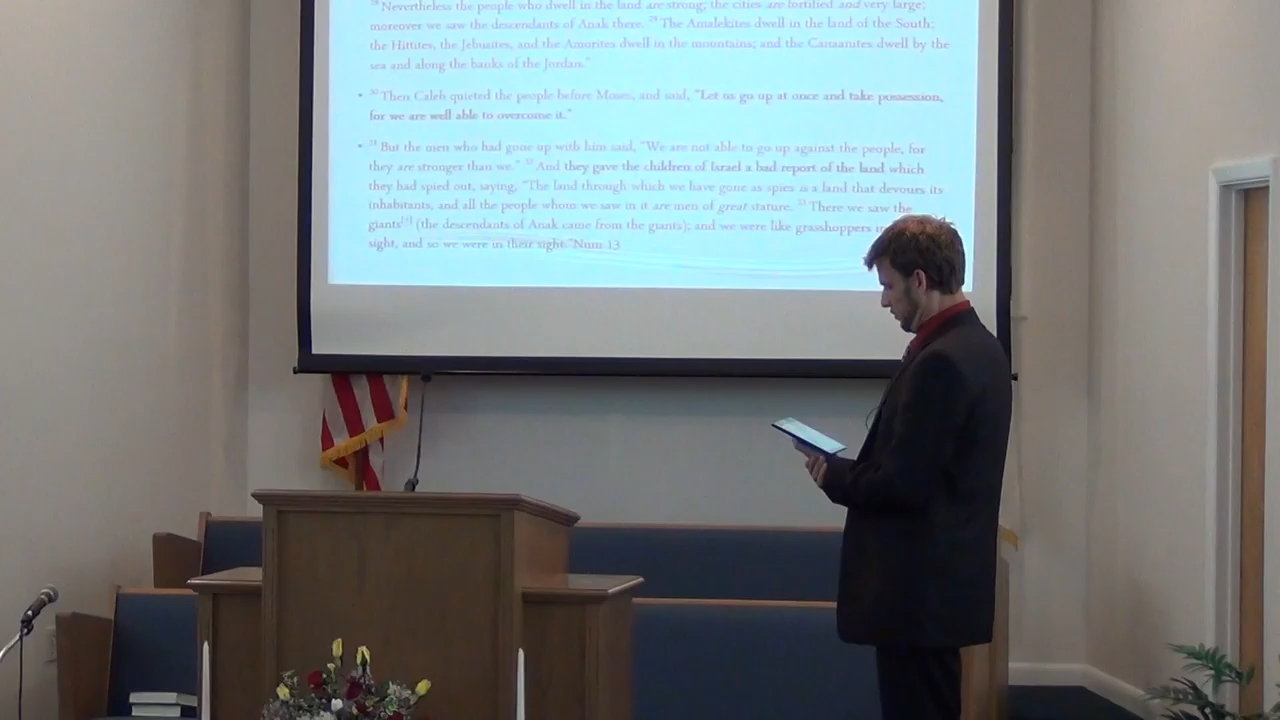 28 Nevertheless the people who dwell in the land are strong; the cities are fortified and very large;
moreover we saw the descendants of Anak there. 29 The Amalekites dwell in the land of the South;
the Hittites, the Jebusites, and the Amorites dwell in the mountains; and the Canaanites dwell by the
sea and along the banks of the Jordan."
• 30 Then Caleb quieted the people before Moses, and said, "Let us go up at once and take possession,
for we are well able to overcome it."
• 31 But the men who had gone up with him said, "We are not able to go up against the people, for
they are stronger than we." 32 And they gave the children of Israel a bad report of the land which
they had spied out, saying, "The land through which we have gone as spies is a land that devours its
inhabitants, and all the people whom we saw in it are men of great stature. 33 There we saw the
giants (the descendants of Anak came from the giants); and we were like grasshoppers
sight, and so we were in their sight."Num 13